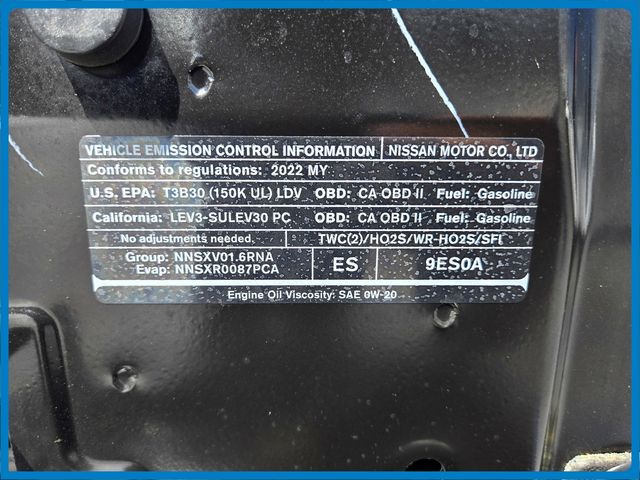 VEHICLE EMISSION CONTROL INFORMATION NISSAN MOTOR CO., LTD
Conforms to regulations: 2022 MY
U.S. EPA: T3B30 (150K UL) LDV OBD: CA OBD II Fuel: Gasoline
California: LEV3-SULEV30 PC OBD: CA OBD II Fuel: Gasoline
No adjustments needed. TWC(2)/HO2S/WR-HO2S/SFI
Group: NNSXV01.6RNA
Evap: NNSXR0087PCA
ES 9ES0A
Engine Oil Viscosity: SAE 0W-20